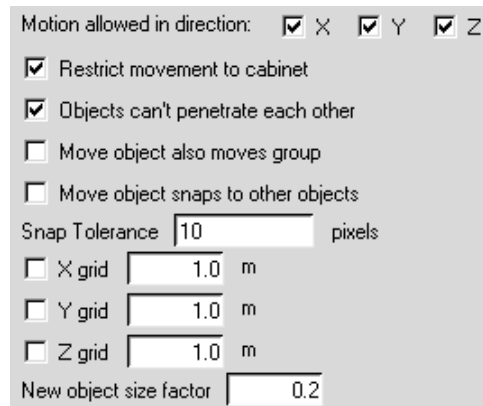 Motion allowed in direction: X Y Z
Restrict movement to cabinet
Objects can't penetrate each other
Move object also moves group
Move object snaps to other objects
Snap Tolerance 10 pixels
X grid 1.0 m
Y grid 1.0 m
Z grid 1.0 m
New object size factor 0.2